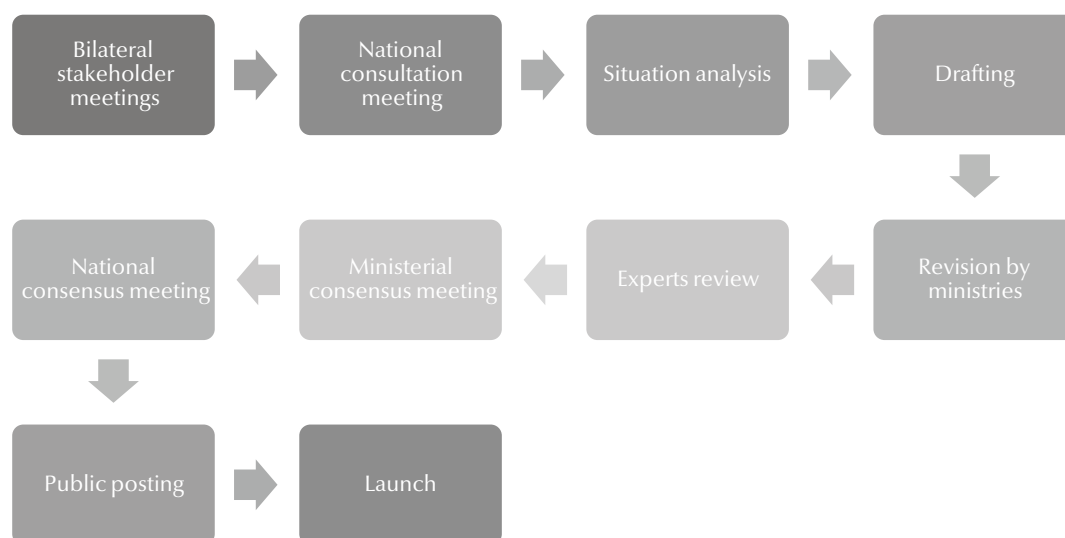 Bilateral
stakeholder
meetings
National
consultation
meeting
Situation analysis
Drafting
Revision by
ministries
Experts review
Ministerial
consensus meeting
National
consensus meeting
Public posting
Launch